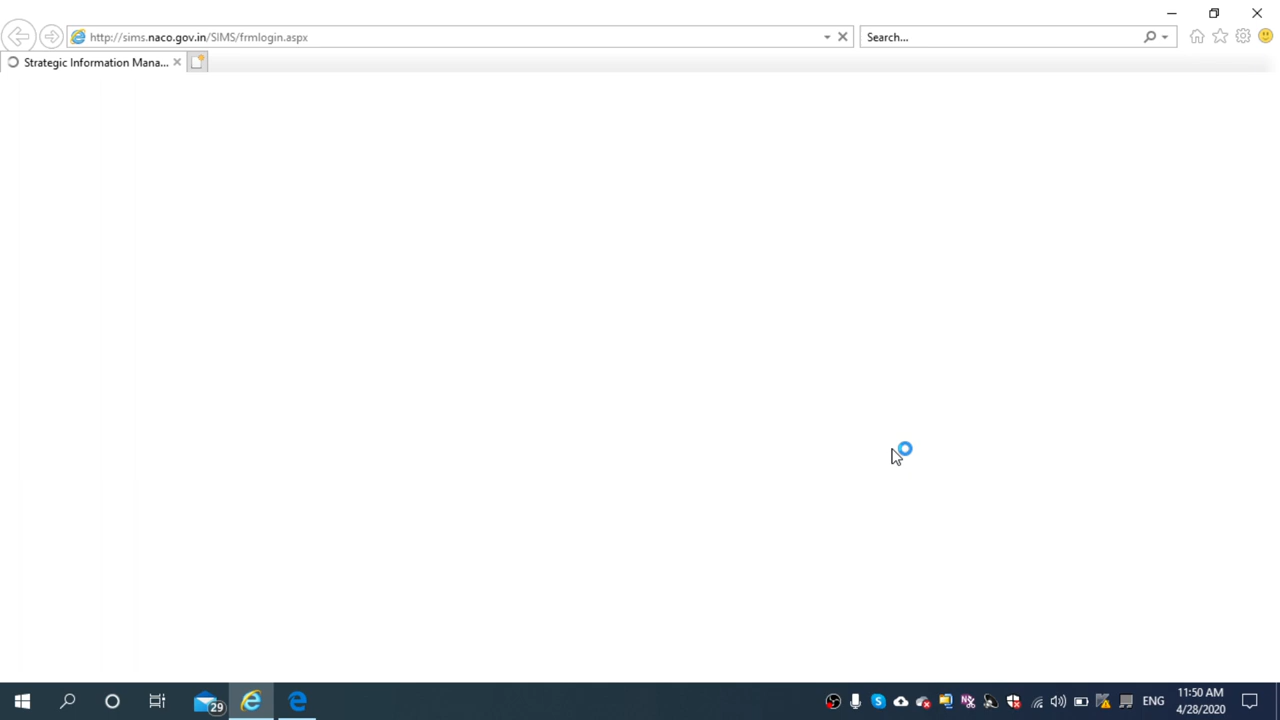 http://sims.naco.gov.in/SIMS/frmlogin.aspx
Search...
Strategic Information Mana...
29
ENG
11:50 AM
4/28/2020